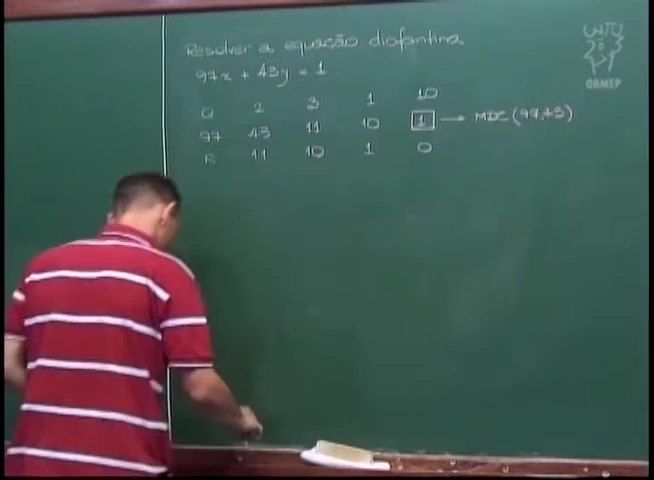 Resolver a equação diofantina
97x + 43y = 1.
Q 2 3 1 10
97 43 11 10 1 → MDC(97,43)
R 11 10 1 0
OBMEP